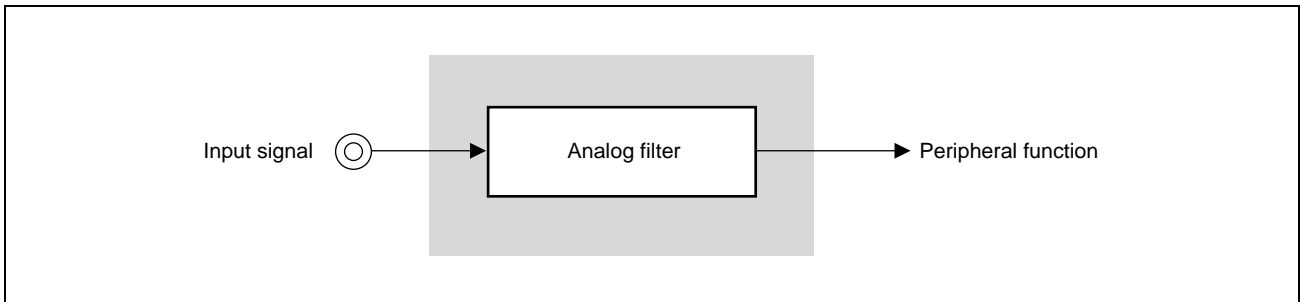 Input signal
Analog filter
Peripheral function